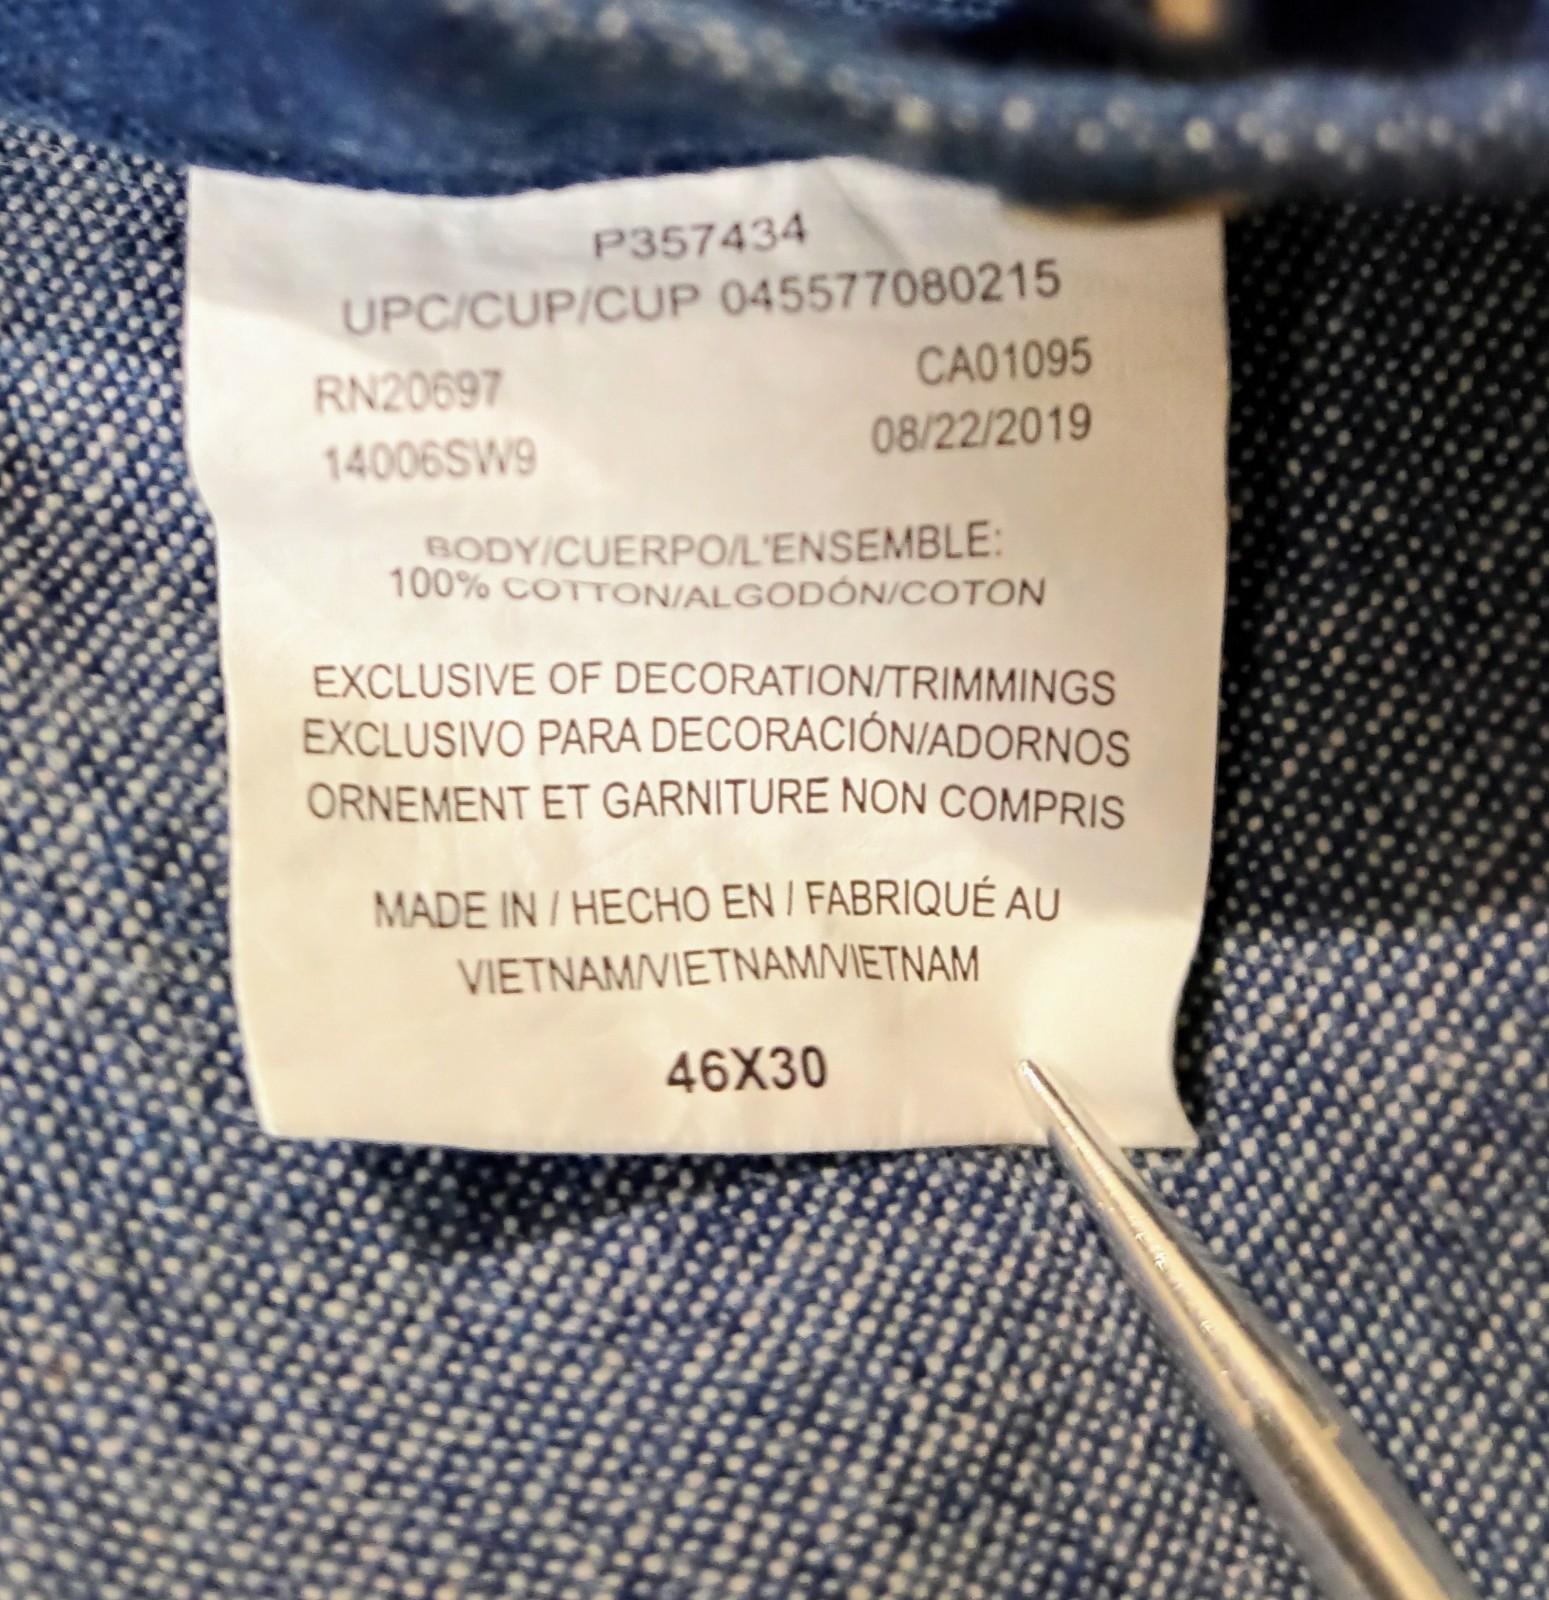 P357434
UPC/CUP/CUP 045577080215
RN20697 CA01095
14006SW9 08/22/2019
BODY/CUERPO/L'ENSEMBLE:
100% COTTON/ALGODÓN/COTON
EXCLUSIVE OF DECORATION/TRIMMINGS
EXCLUSIVO PARA DECORACIÓN/ADORNOS
ORNEMENT ET GARNITURE NON COMPRIS
MADE IN / HECHO EN / FABRIQUÉ AU
VIETNAM/VIETNAM/VIETNAM
46X30